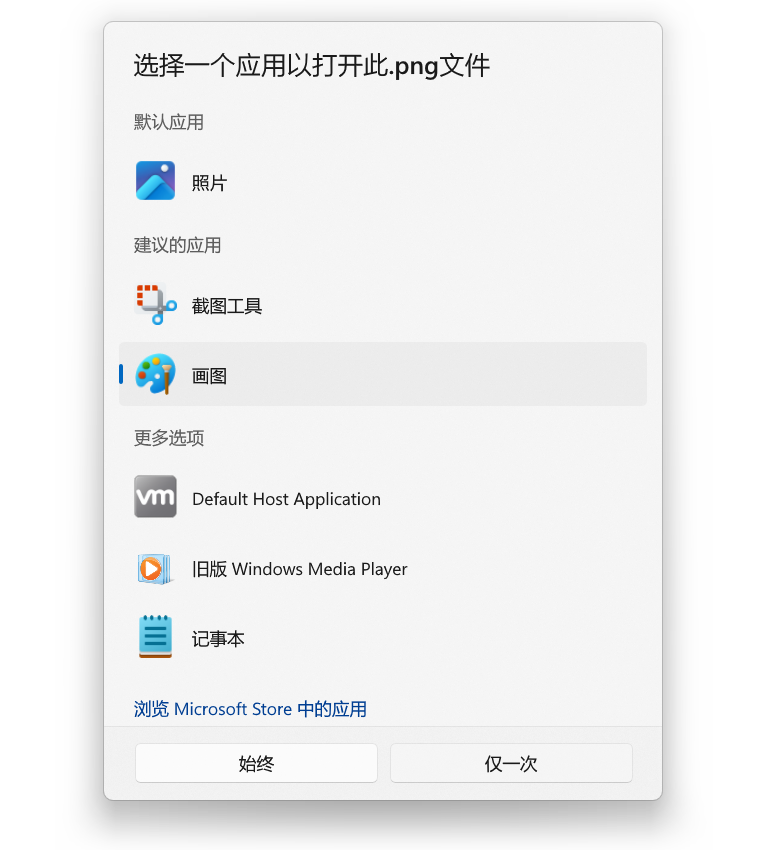 选择一个应用以打开此.png文件
默认应用
照片
建议的应用
截图工具
画图
更多选项
vm
Default Host Application
旧版 Windows Media Player
记事本
浏览 Microsoft Store 中的应用
始终
仅一次